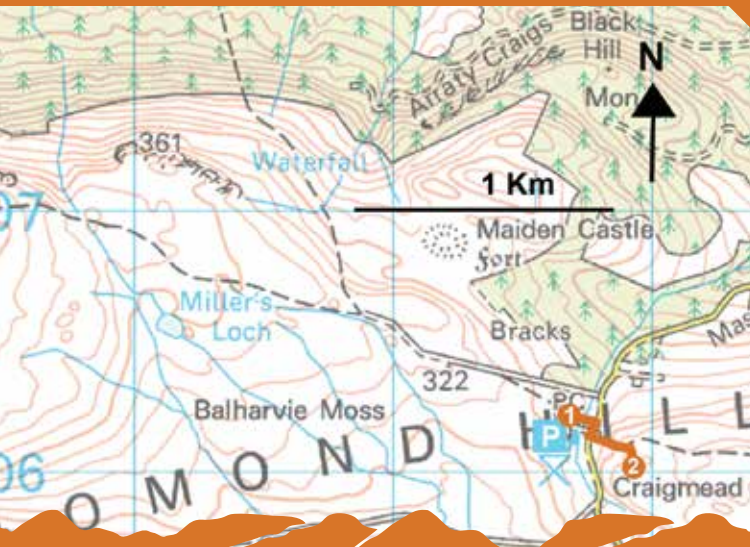 Black
Hill
N
Arraty Craigs
Mon
361
Waterfall
1 Km
07
Maiden Castle
Fort
Miller's
Loch
Bracks
322
Mas
PC
1
Balharvie Moss
P
OMOND HILL
06
2
Craigmead